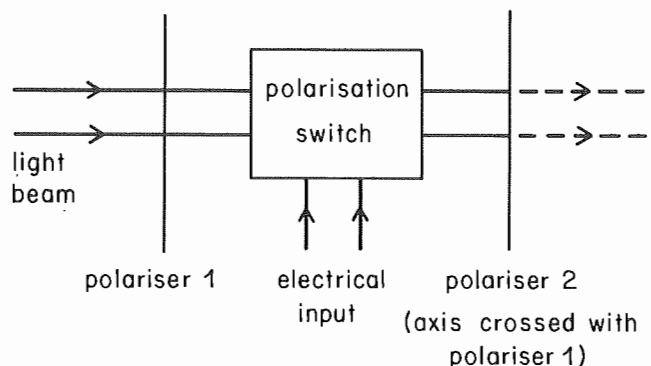 polarisation
switch
light
beam
polariser 1
electrical
input
polariser 2
(axis crossed with
polariser 1)